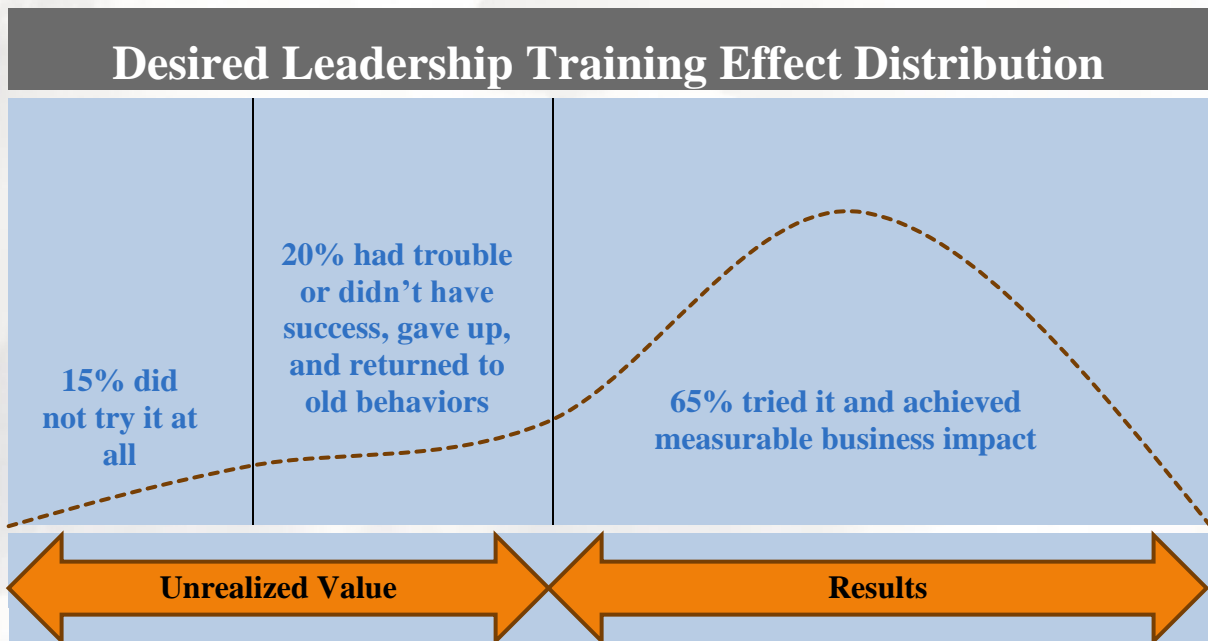 Desired Leadership Training Effect Distribution
15% did
not try it at
all
20% had trouble
or didn’t have
success, gave up,
and returned to
old behaviors
65% tried it and achieved
measurable business impact
Unrealized Value
Results